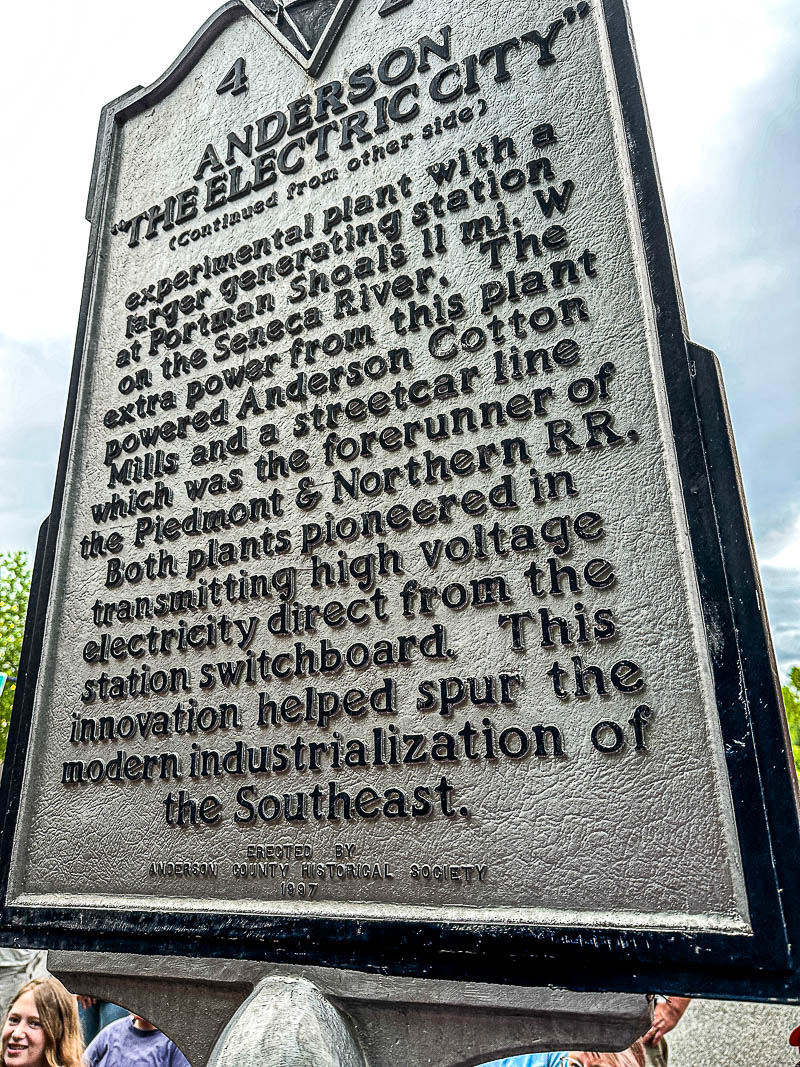 4 2
ANDERSON
"THE ELECTRIC CITY"
(Continued from other side)
experimental plant with a
larger generating station
at Portman Shoals 11 mi. W
on the Seneca River. The
extra power from this plant
powered Anderson Cotton
Mills and a streetcar line
which was the forerunner of
the Piedmont & Northern RR.
Both plants pioneered in
transmitting high voltage
electricity direct from the
station switchboard. This
innovation helped spur the
modern industrialization of
the Southeast.
ERECTED BY
ANDERSON COUNTY HISTORICAL SOCIETY
1997